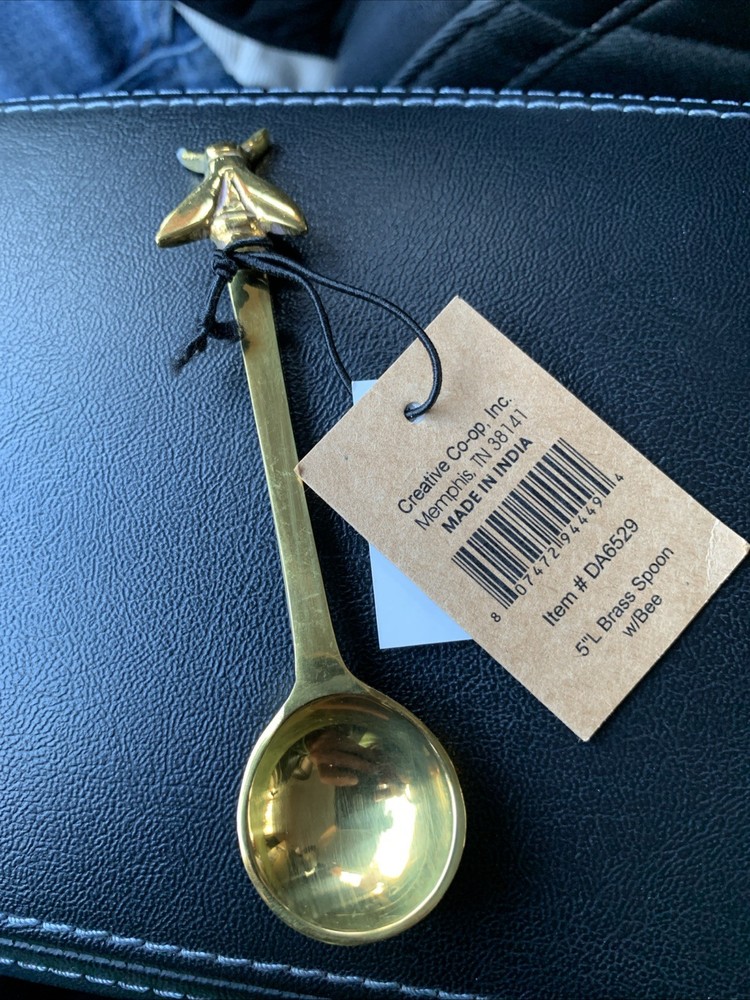 Creative Co-op, Inc.
Memphis, TN 38141
MADE IN INDIA
8 07472 94449 4
Item # DA6529
5"L Brass Spoon
w/Bee